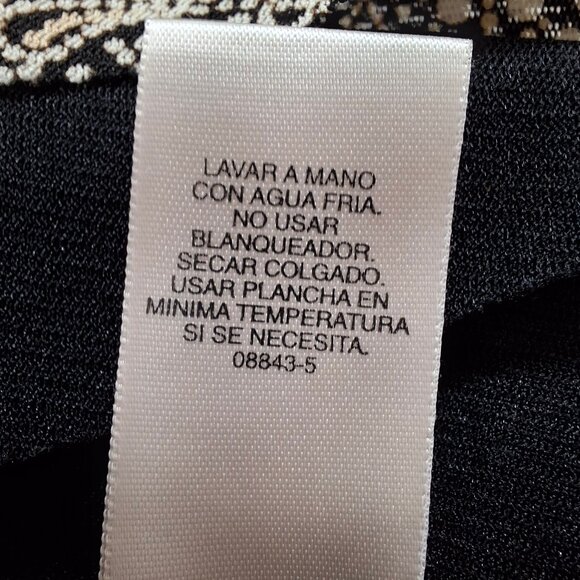 LAVAR A MANO
CON AGUA FRIA.
NO USAR
BLANQUEADOR.
SECAR COLGADO.
USAR PLANCHA EN
MINIMA TEMPERATURA
SI SE NECESITA.
08843-5